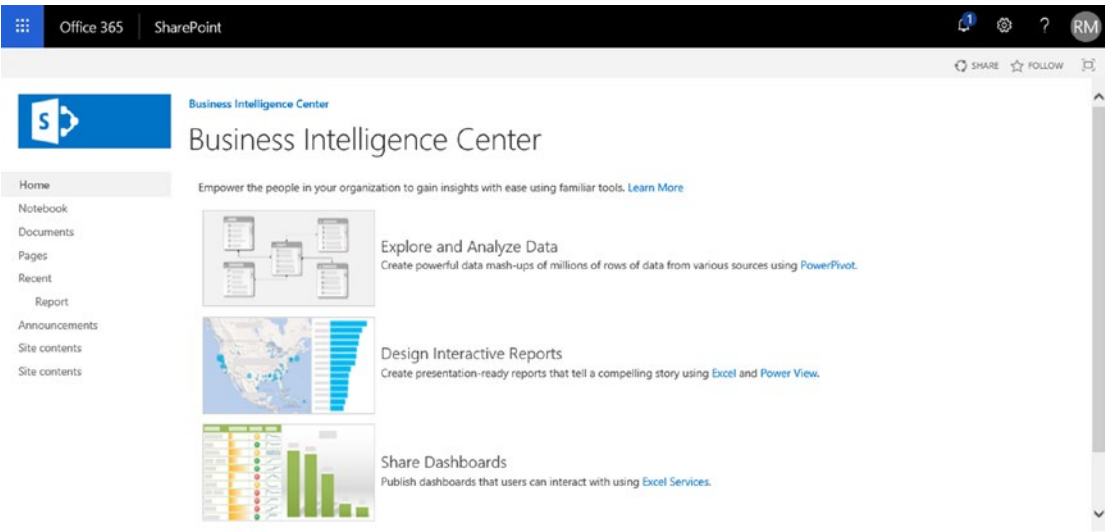 Office 365 SharePoint
1
?
RM
SHARE FOLLOW
S
Business Intelligence Center
Business Intelligence Center
Home
Notebook
Documents
Pages
Recent
Report
Announcements
Site contents
Site contents
Empower the people in your organization to gain insights with ease using familiar tools. Learn More
Explore and Analyze Data
Create powerful data mash-ups of millions of rows of data from various sources using PowerPivot.
Design Interactive Reports
Create presentation-ready reports that tell a compelling story using Excel and Power View.
Share Dashboards
Publish dashboards that users can interact with using Excel Services.